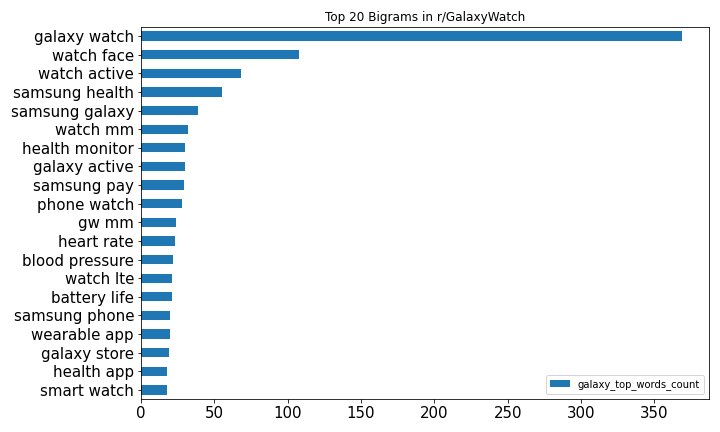 Top 20 Bigrams in r/GalaxyWatch
galaxy watch
watch face
watch active
samsung health
samsung galaxy
watch mm
health monitor
galaxy active
samsung pay
phone watch
gw mm
heart rate
blood pressure
watch lte
battery life
samsung phone
wearable app
galaxy store
health app
smart watch
galaxy_top_words_count
0 50 100 150 200 250 300 350